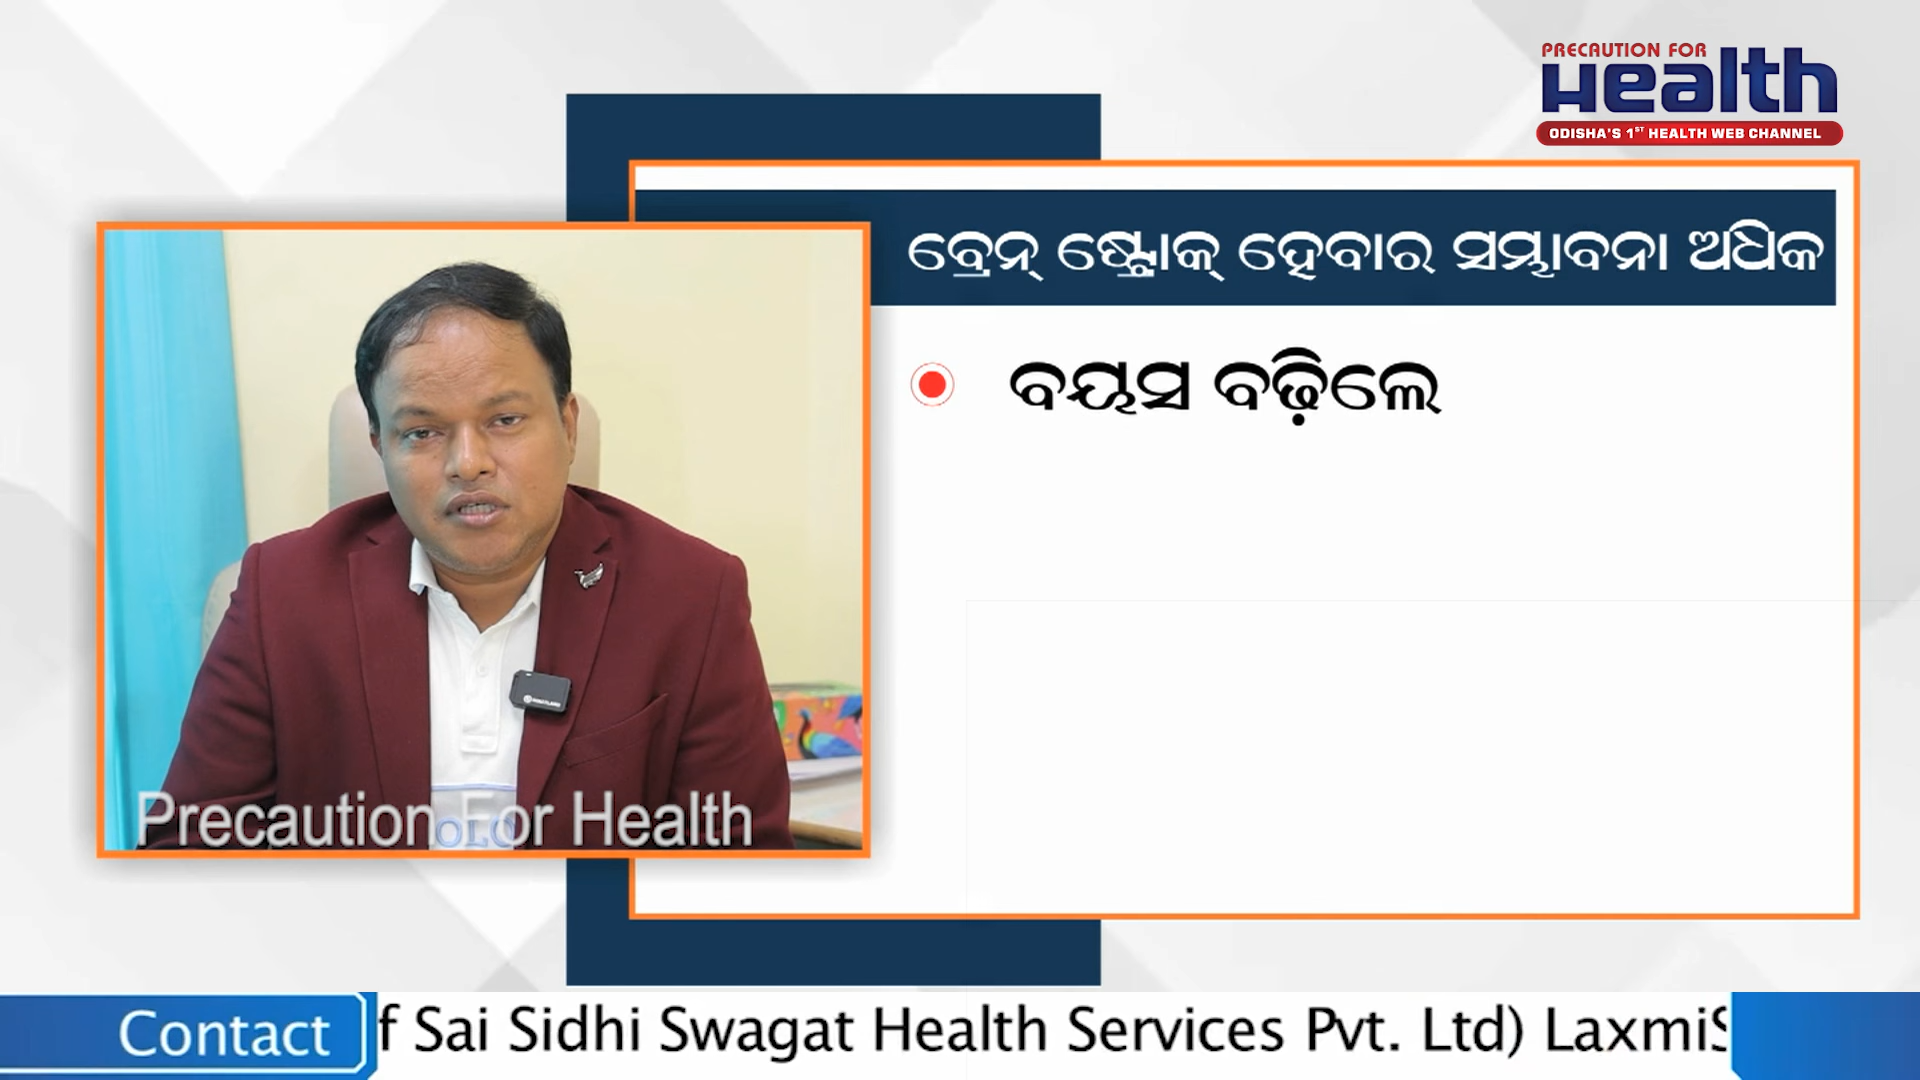 PRECAUTION FOR
Health
ODISHA'S 1ST HEALTH WEB CHANNEL
ବ୍ରେନ୍ ଷ୍ଟ୍ରୋକ୍ ହେବାର ସମ୍ଭାବନା ଅଧିକ
ବୟସ ବଢ଼ିଲେ
Precaution For Health
Contact
f Sai Sidhi Swagat Health Services Pvt. Ltd) LaxmiS